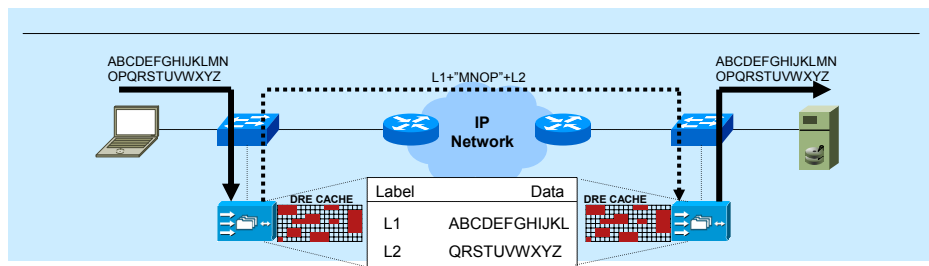 ABCDEFGHIJKLMN
OPQRSTUVWXYZ
L1+"MNOP"+L2
ABCDEFGHIJKLMN
OPQRSTUVWXYZ
IP
Network
DRE CACHE
Label Data
DRE CACHE
L1 ABCDEFGHIJKL
L2 QRSTUVWXYZ